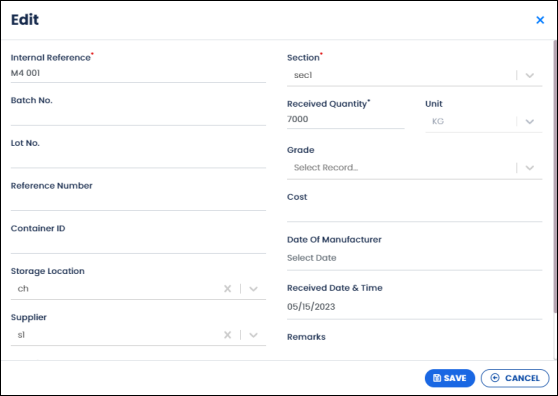 Edit
Internal Reference*
M4 001
Batch No.
Lot No.
Reference Number
Container ID
Storage Location
ch
Supplier
sl
Section*
sec1
Received Quantity* Unit
7000 KG
Grade
Select Record...
Cost
Date Of Manufacturer
Select Date
Received Date & Time
05/15/2023
Remarks
SAVE CANCEL